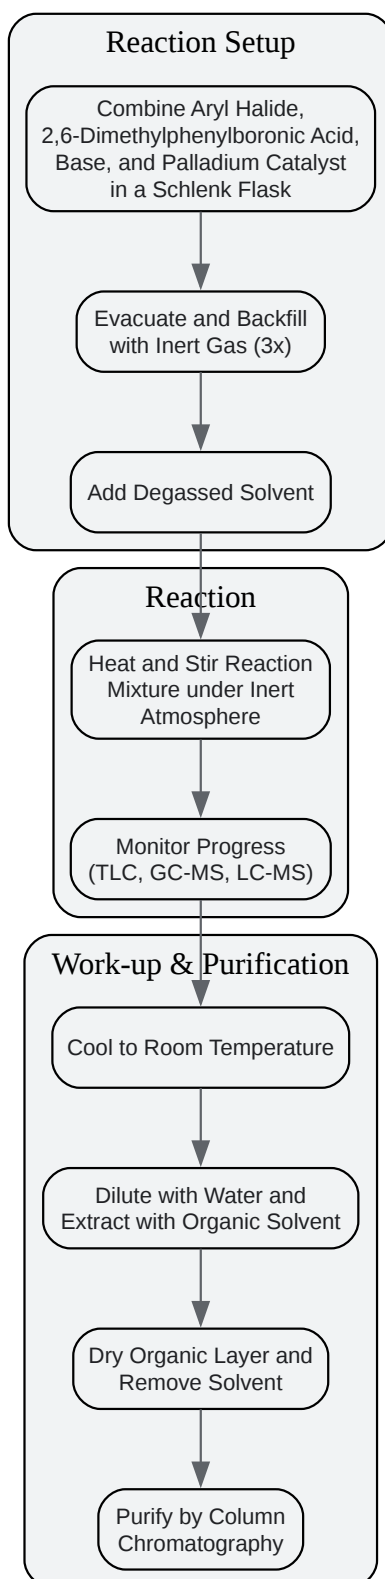 Reaction Setup
Combine Aryl Halide,
2,6-Dimethylphenylboronic Acid,
Base, and Palladium Catalyst
in a Schlenk Flask
Evacuate and Backfill
with Inert Gas (3x)
Add Degassed Solvent
Reaction
Heat and Stir Reaction
Mixture under Inert
Atmosphere
Monitor Progress
(TLC, GC-MS, LC-MS)
Work-up & Purification
Cool to Room Temperature
Dilute with Water and
Extract with Organic Solvent
Dry Organic Layer and
Remove Solvent
Purify by Column
Chromatography